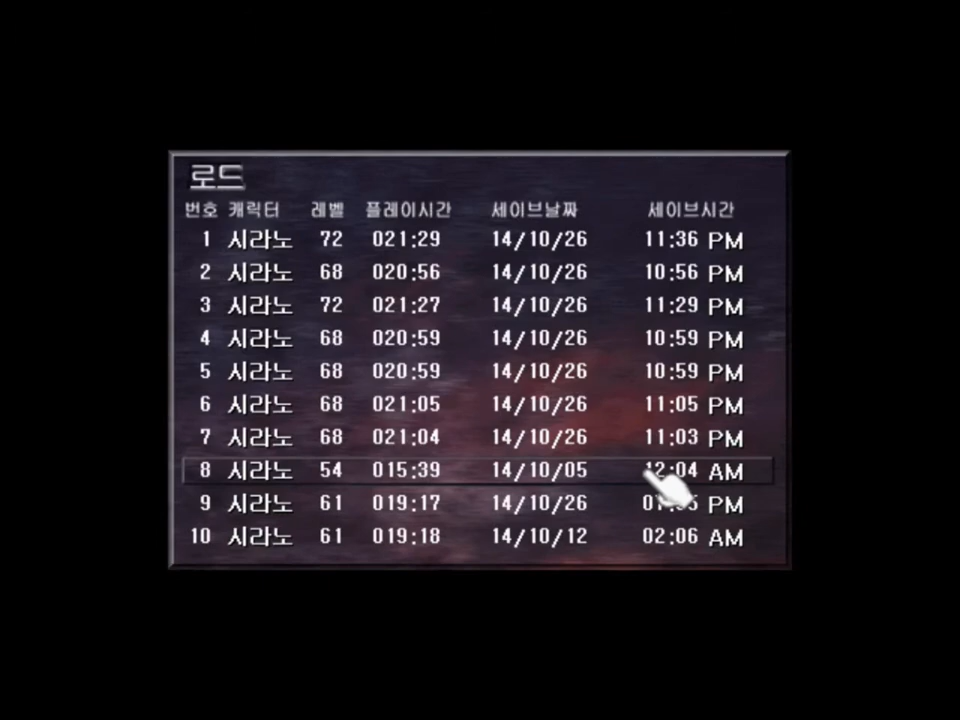 로드
번호 캐릭터 레벨 플레이시간 세이브날짜 세이브시간
1 시라노 72 021:29 14/10/26 11:36 PM
2 시라노 68 020:56 14/10/26 10:56 PM
3 시라노 72 021:27 14/10/26 11:29 PM
4 시라노 68 020:59 14/10/26 10:59 PM
5 시라노 68 020:59 14/10/26 10:59 PM
6 시라노 68 021:05 14/10/26 11:05 PM
7 시라노 68 021:04 14/10/26 11:03 PM
8 시라노 54 015:39 14/10/05 12:04 AM
9 시라노 61 019:17 14/10/26 PM
10 시라노 61 019:18 14/10/12 02:06 AM